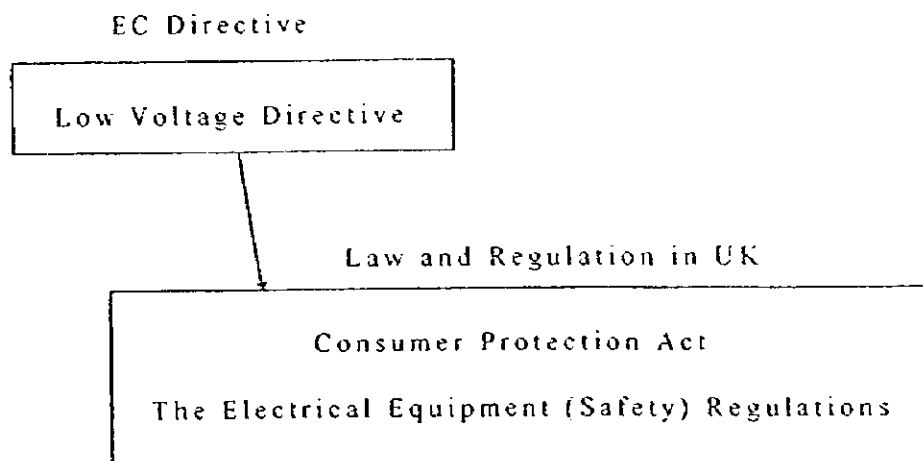 EC Directive
Low Voltage Directive
Law and Regulation in UK
Consumer Protection Act
The Electrical Equipment (Safety) Regulations